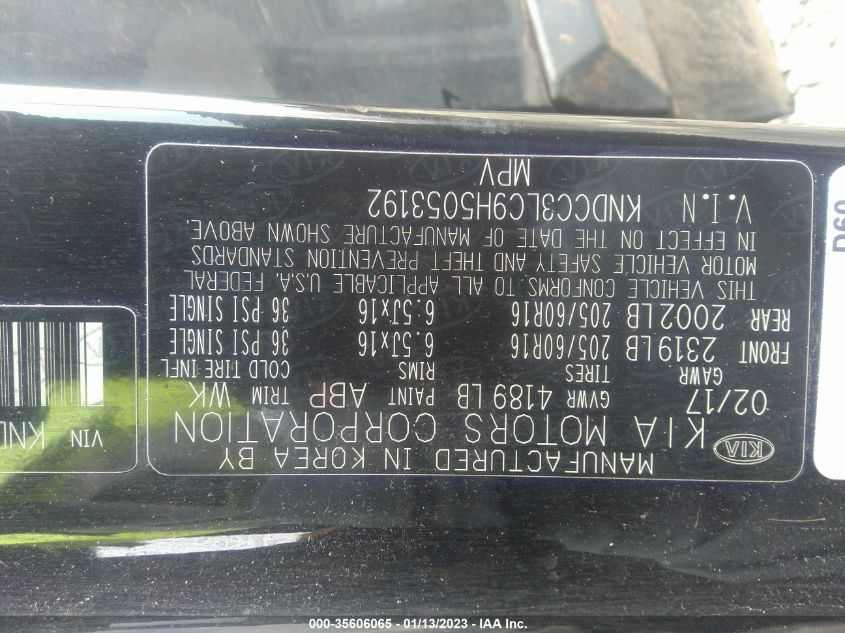 KIA
MANUFACTURED IN KOREA BY
KIA MOTORS CORPORATION
02/17 GVWR 4189 LB PAINT ABP TRIM WK
GAWR TIRES RIMS COLD TIRE INFL
FRONT 2319 LB 205/60R16 6.5Jx16 36 PSI SINGLE
REAR 2002 LB 205/60R16 6.5Jx16 36 PSI SINGLE
THIS VEHICLE CONFORMS TO ALL APPLICABLE U.S.A. FEDERAL
MOTOR VEHICLE SAFETY AND THEFT PREVENTION STANDARDS
IN EFFECT ON THE DATE OF MANUFACTURE SHOWN ABOVE.
V.I.N KNDCC3LC9H5053192
MPV
VIN KND
D60
000-35606065 - 01/13/2023 - IAA Inc.